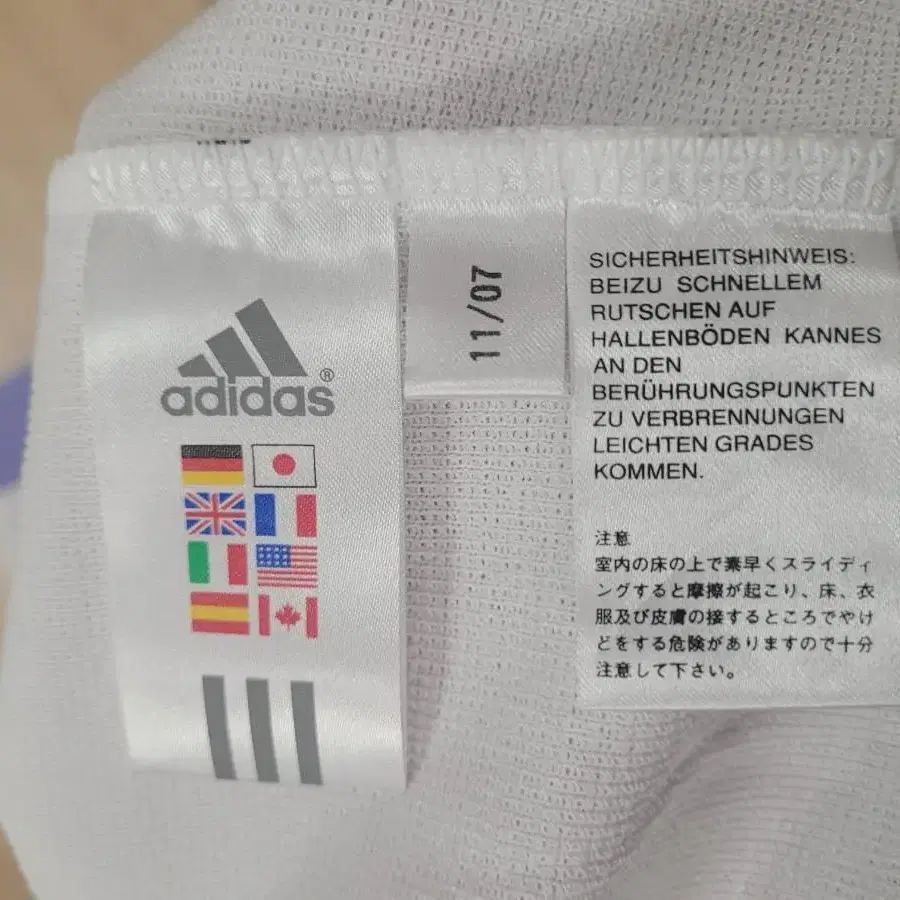 adidas®
11/07
SICHERHEITSHINWEIS:
BEIZU SCHNELLEM
RUTSCHEN AUF
HALLENBÖDEN KANNES
AN DEN
BERÜHRUNGSPUNKTEN
ZU VERBRENNUNGEN
LEICHTEN GRADES
KOMMEN.
注意
室内の床の上で素早くスライディ
ングすると摩擦が起こり、床、衣
服及び皮膚の接するところでやけ
どをする危険がありますので十分
注意して下さい。